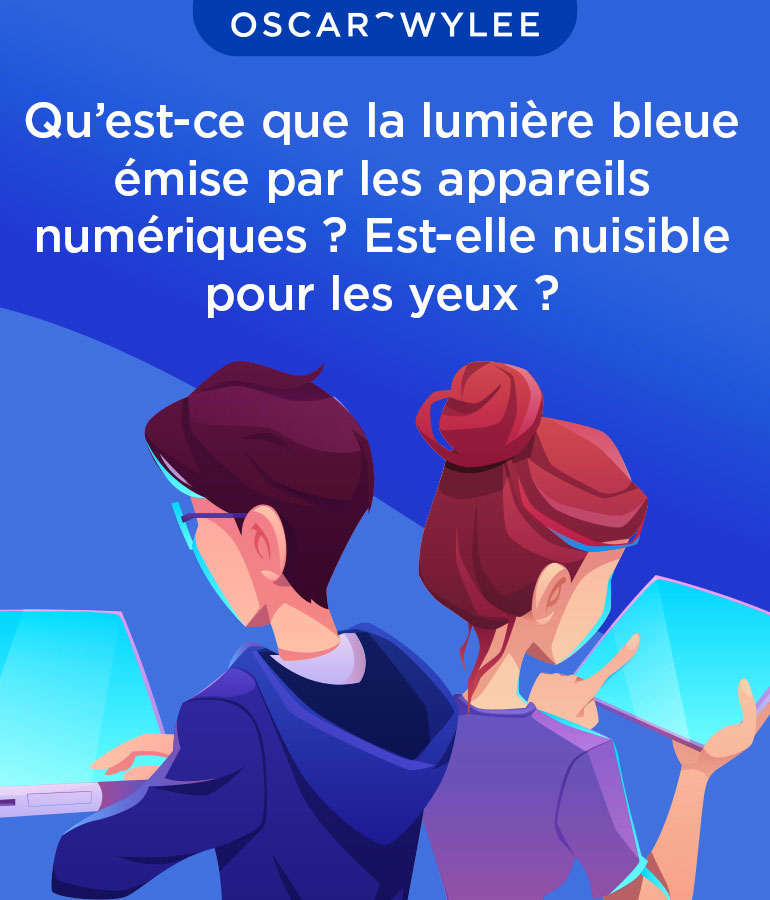 OSCAR WYLEE
Qu’est-ce que la lumière bleue
émise par les appareils
numériques ? Est-elle nuisible
pour les yeux ?